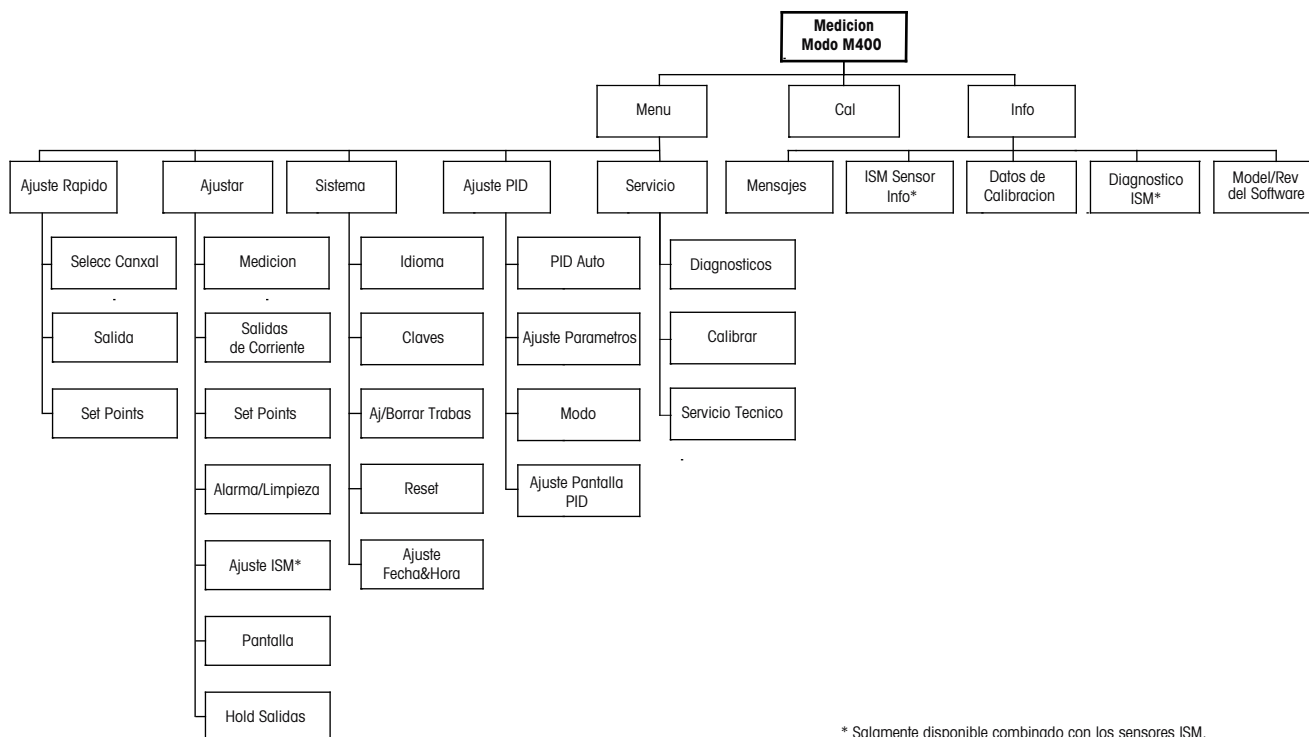 Medicion
Modo M400
Menu
Cal
Info
Ajuste Rapido
Ajustar
Sistema
Ajuste PID
Servicio
Mensajes
ISM Sensor
Info*
Datos de
Calibracion
Diagnostico
ISM*
Model/Rev
del Software
Selecc Canxal
Medicion
Idioma
PID Auto
Diagnosticos
Salida
Salidas
de Corriente
Claves
Ajuste Parametros
Calibrar
Set Points
Set Points
Aj/Borrar Trabas
Modo
Servicio Tecnico
Alarma/Limpieza
Reset
Ajuste Pantalla
PID
Ajuste ISM*
Ajuste
Fecha&Hora
Pantalla
Hold Salidas
* Salamente disponible combinado con los sensores ISM.